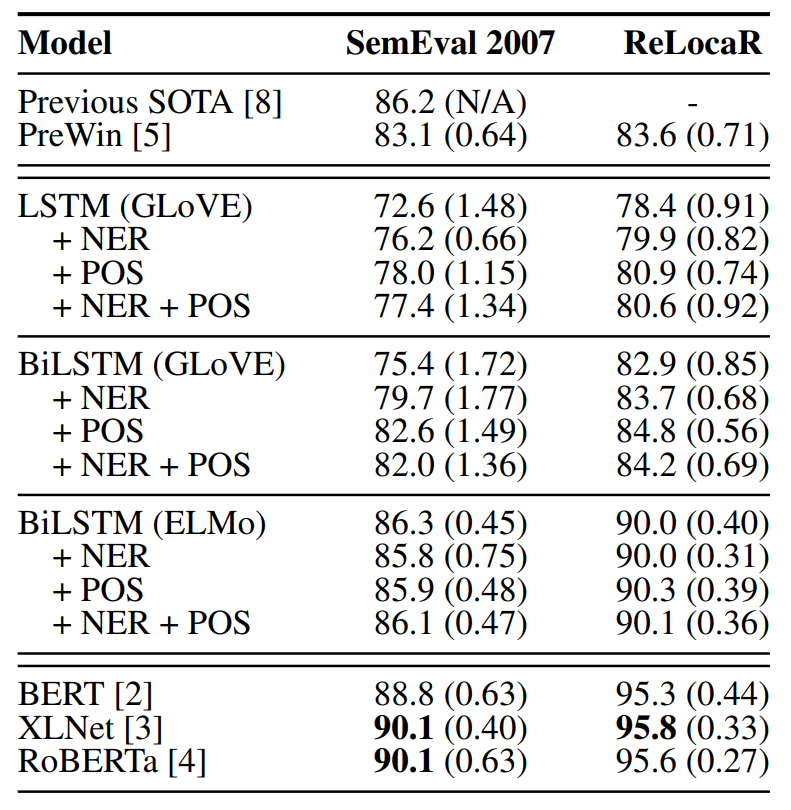 Model SemEval 2007 ReLocaR
Previous SOTA [8] 86.2 (N/A) -
PreWin [5] 83.1 (0.64) 83.6 (0.71)
LSTM (GLoVE) 72.6 (1.48) 78.4 (0.91)
+ NER 76.2 (0.66) 79.9 (0.82)
+ POS 78.0 (1.15) 80.9 (0.74)
+ NER + POS 77.4 (1.34) 80.6 (0.92)
BiLSTM (GLoVE) 75.4 (1.72) 82.9 (0.85)
+ NER 79.7 (1.77) 83.7 (0.68)
+ POS 82.6 (1.49) 84.8 (0.56)
+ NER + POS 82.0 (1.36) 84.2 (0.69)
BiLSTM (ELMo) 86.3 (0.45) 90.0 (0.40)
+ NER 85.8 (0.75) 90.0 (0.31)
+ POS 85.9 (0.48) 90.3 (0.39)
+ NER + POS 86.1 (0.47) 90.1 (0.36)
BERT [2] 88.8 (0.63) 95.3 (0.44)
XLNet [3] 90.1 (0.40) 95.8 (0.33)
RoBERTa [4] 90.1 (0.63) 95.6 (0.27)